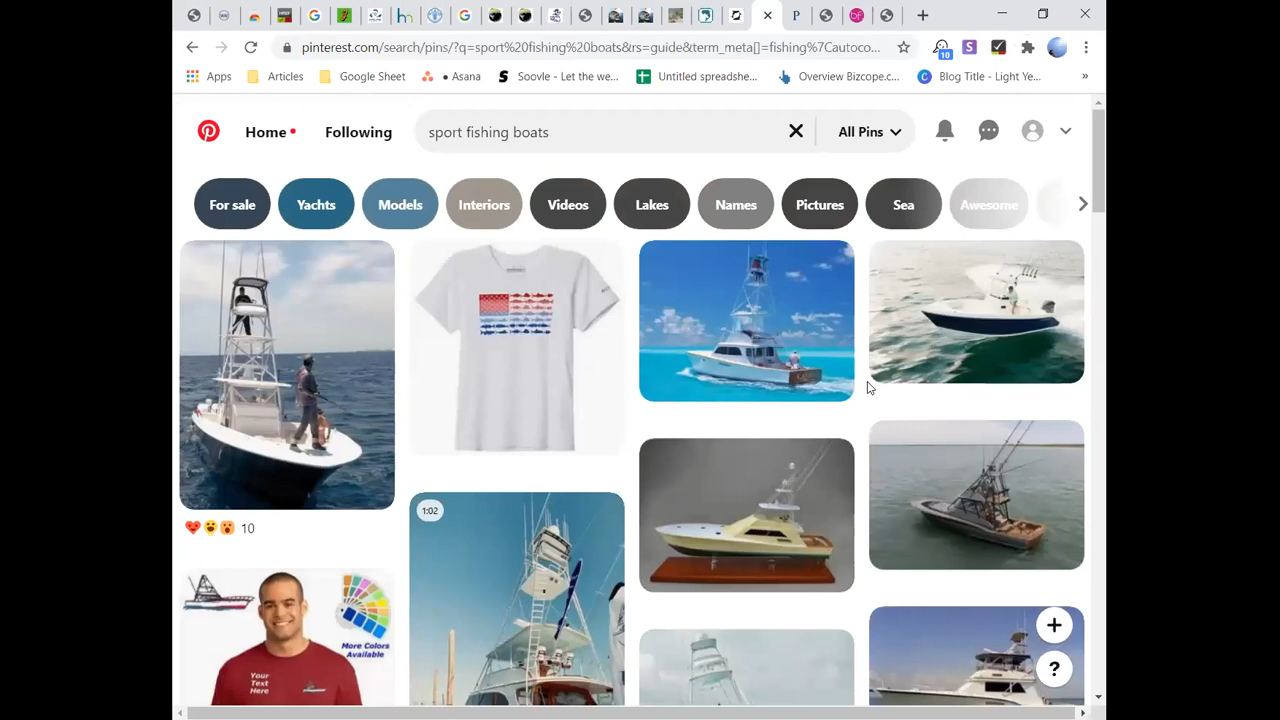 pinterest.com/search/pins/?q=sport%20fishing%20boats&rs=guide&term_meta[]=fishing%7Cautoco...
10
Apps
Articles
Google Sheet
• Asana
Soovle - Let the we...
Untitled spreadshe...
Overview Bizcope.c...
Blog Title - Light Ye...
»
Home
Following
sport fishing boats
All Pins
For sale
Yachts
Models
Interiors
Videos
Lakes
Names
Pictures
Sea
Awesome
1:02
10
More Colors
Available
Your
Text
Here